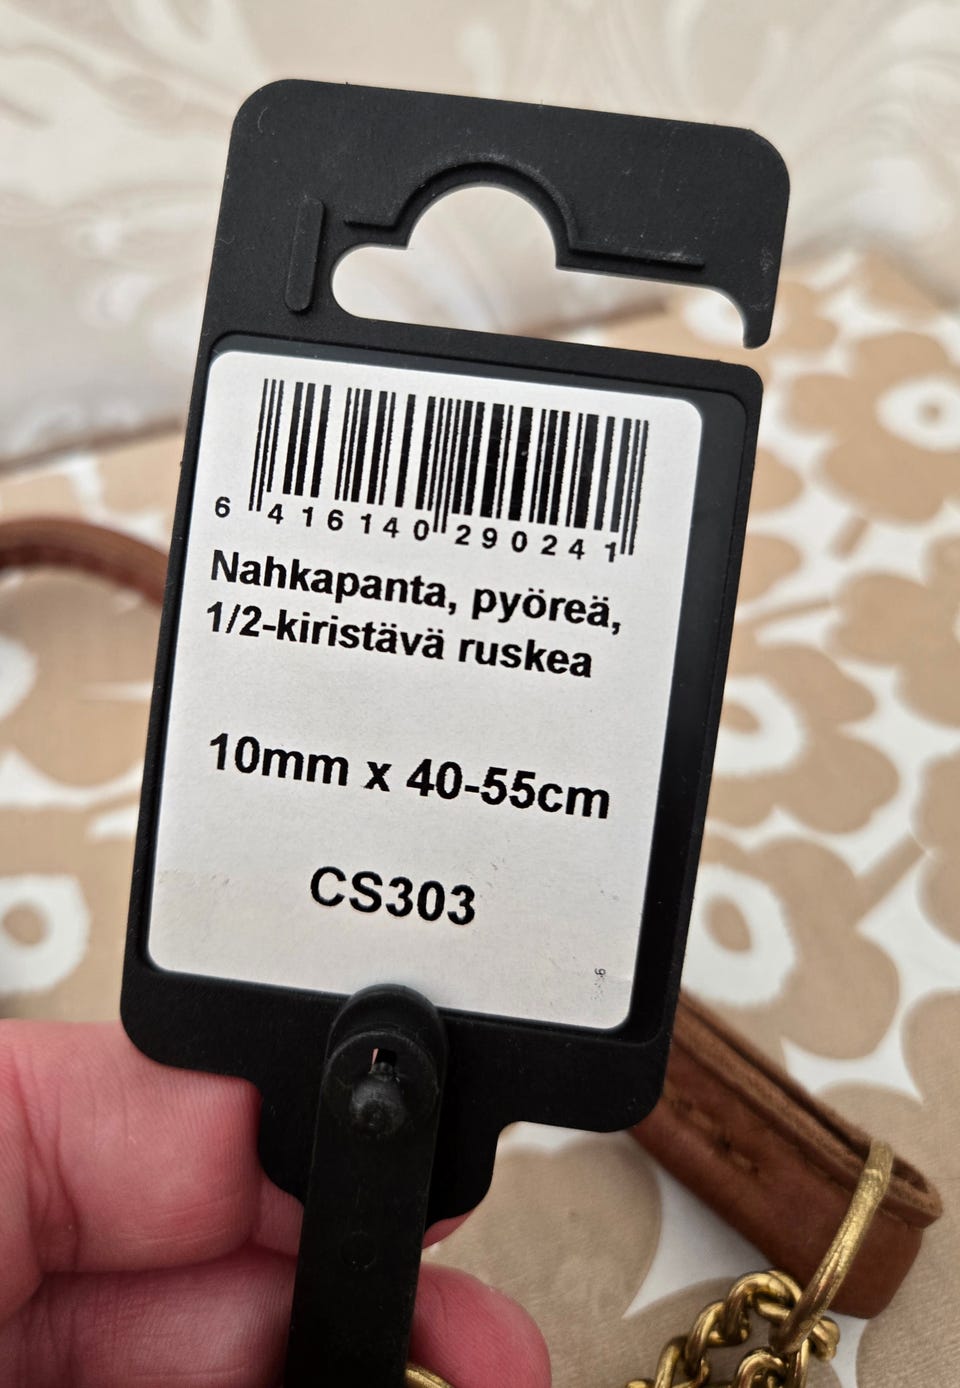 6 416140 290241
Nahkapanta, pyöreä,
1/2-kiristävä ruskea
10mm x 40-55cm
CS303